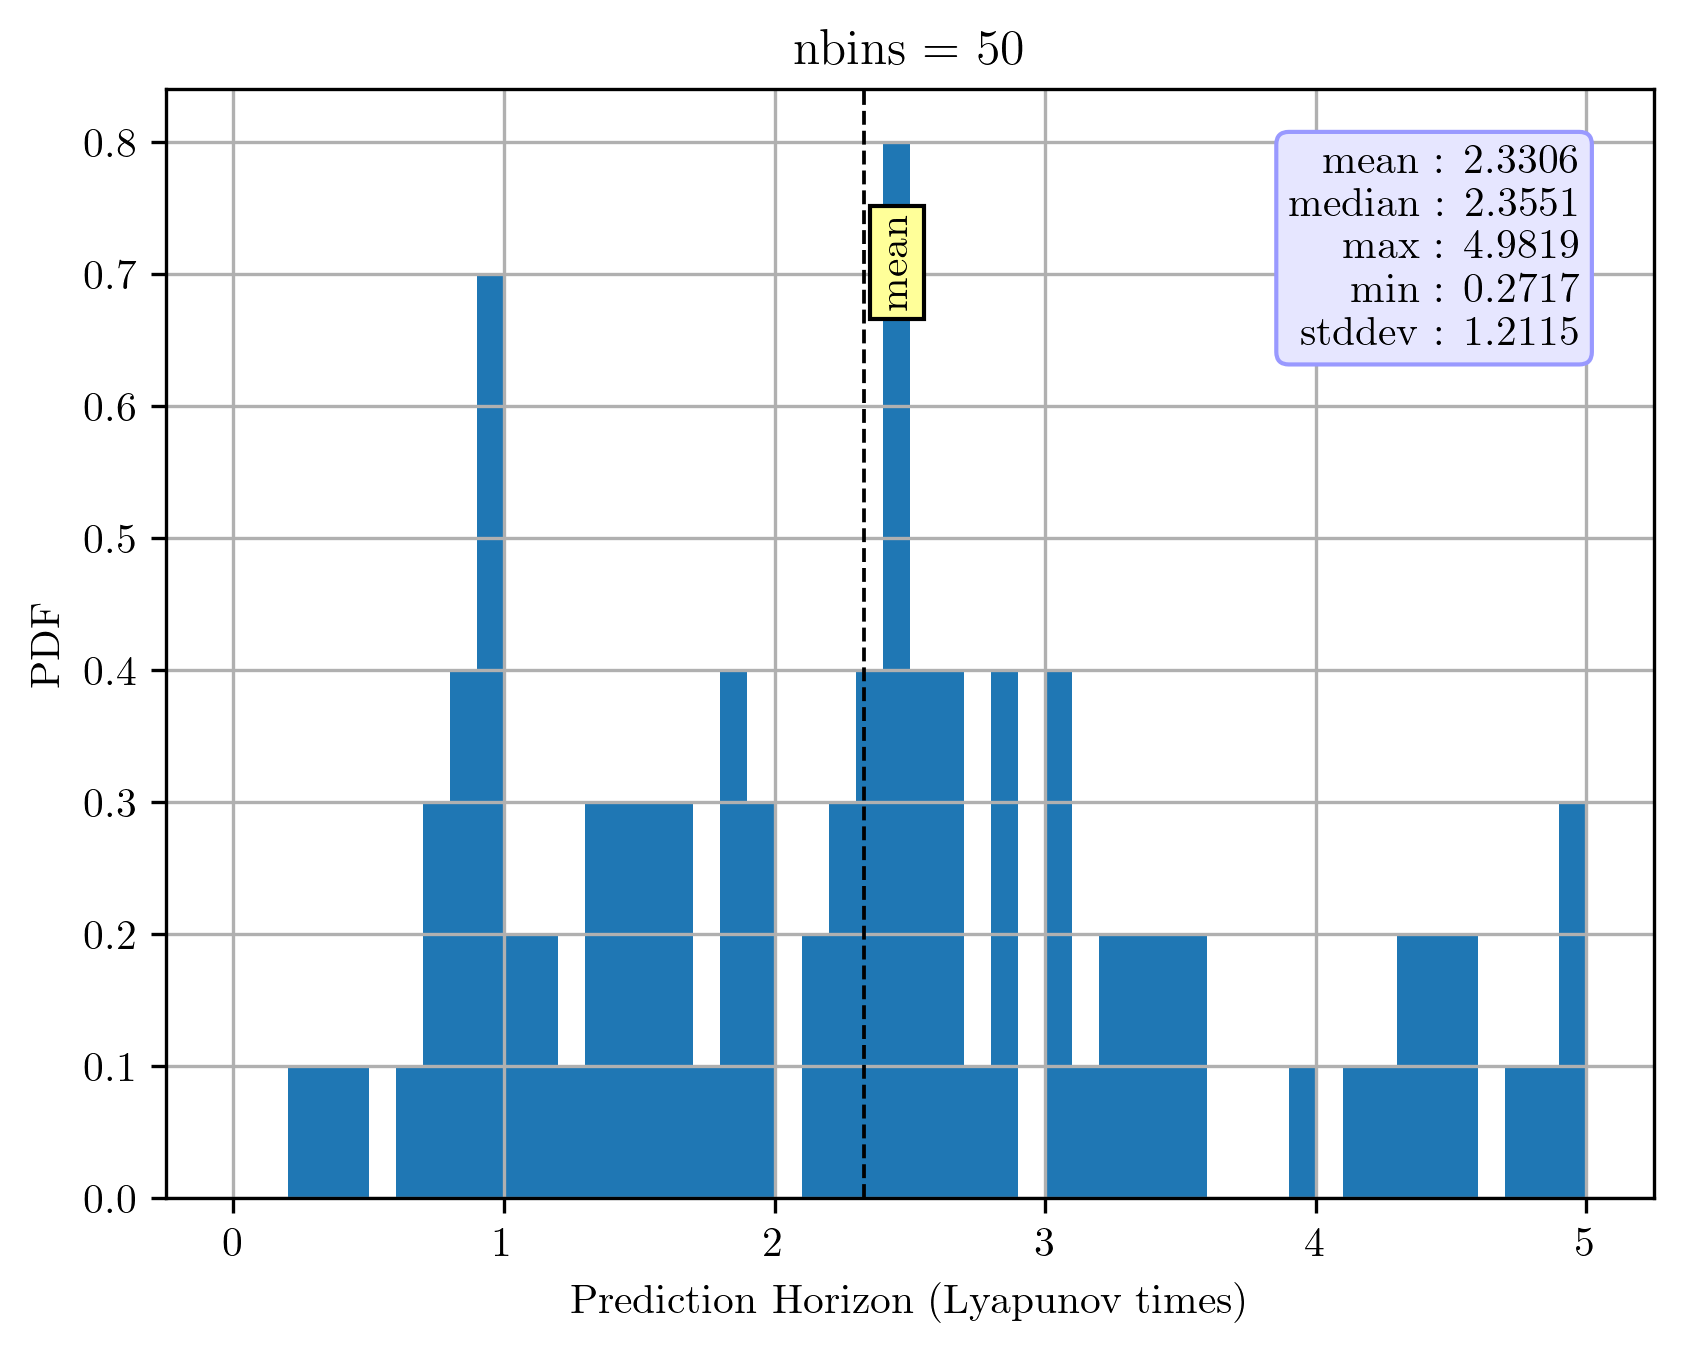 nbins = 50
0.8
0.7
0.6
0.5
0.4
0.3
0.2
0.1
0.0
PDF
mean
mean : 2.3306
median : 2.3551
max : 4.9819
min : 0.2717
stddev : 1.2115
0 1 2 3 4 5
Prediction Horizon (Lyapunov times)